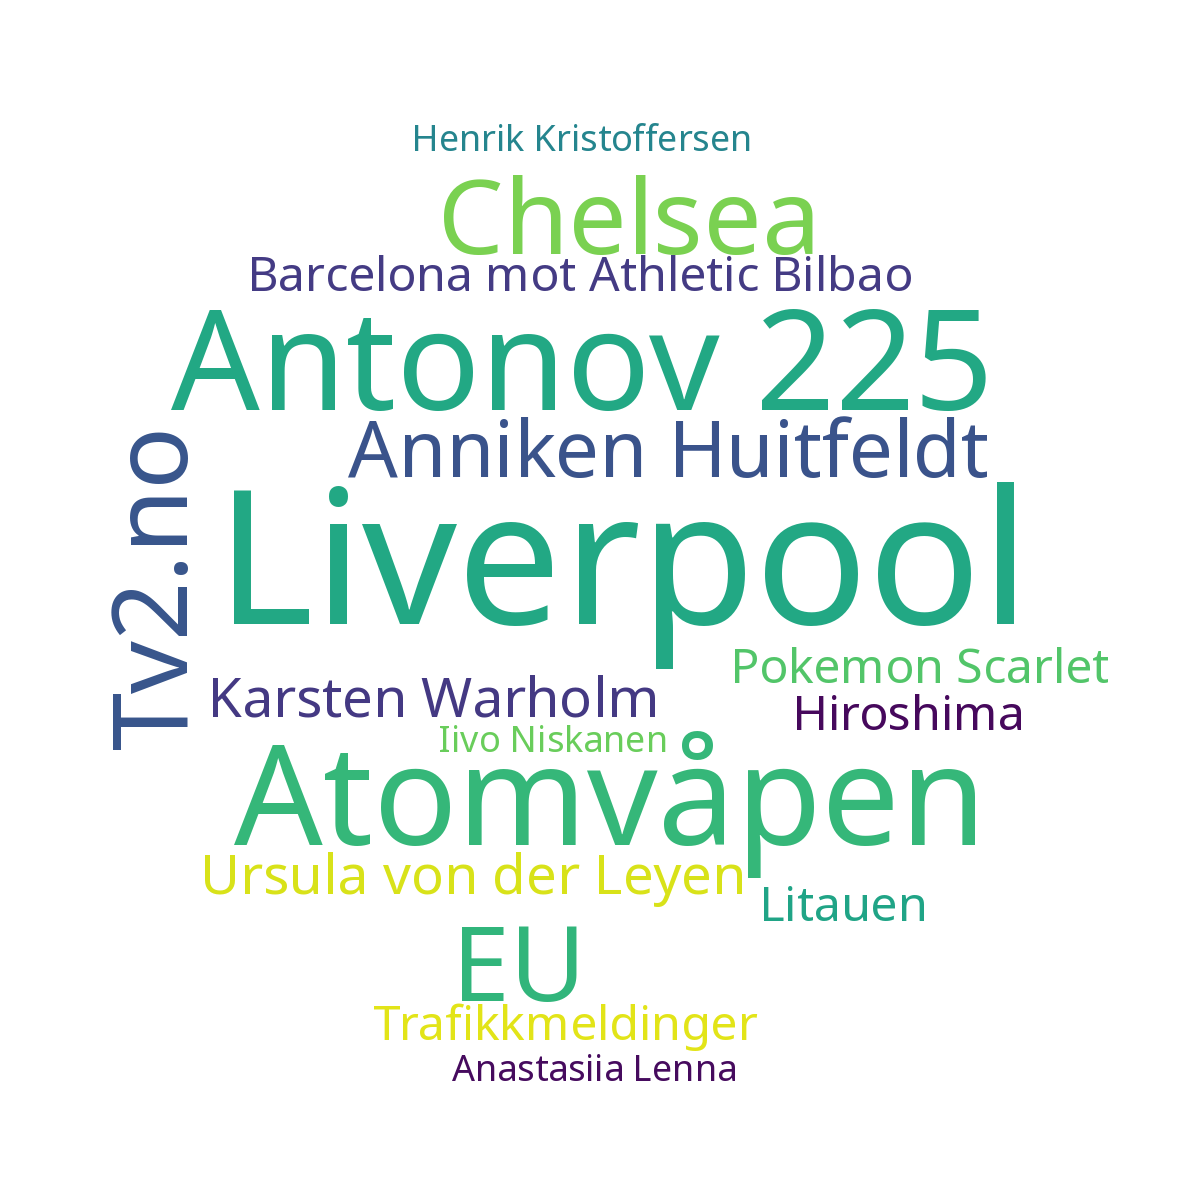 Henrik Kristoffersen
Chelsea
Barcelona mot Athletic Bilbao
Antonov 225
Anniken Huitfeldt
Tv2.no
Liverpool
Pokemon Scarlet
Karsten Warholm
Hiroshima
Iivo Niskanen
Atomvåpen
Ursula von der Leyen
Litauen
EU
Trafikkmeldinger
Anastasiia Lenna